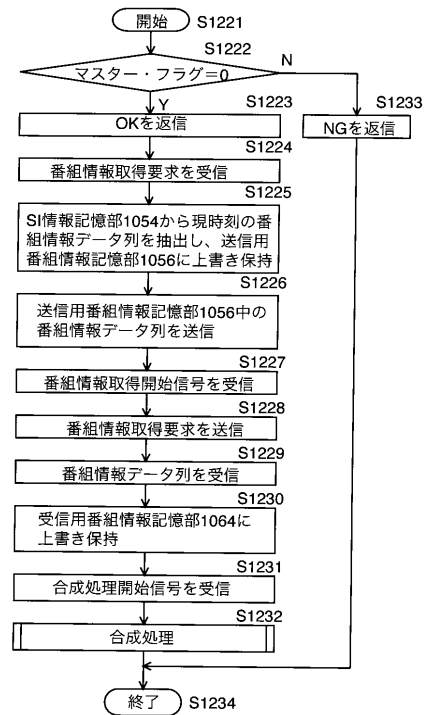 開始 S1221
S1222
マスター・フラグ=0
N
Y
S1223
S1233
OKを返信
NGを返信
S1224
番組情報取得要求を受信
S1225
SI情報記憶部1054から現時刻の番
組情報データ列を抽出し、送信用
番組情報記憶部1056に上書き保持
S1226
送信用番組情報記憶部1056中の
番組情報データ列を送信
S1227
番組情報取得開始信号を受信
S1228
番組情報取得要求を送信
S1229
番組情報データ列を受信
S1230
受信用番組情報記憶部1064に
上書き保持
S1231
合成処理開始信号を受信
S1232
合成処理
終了 S1234